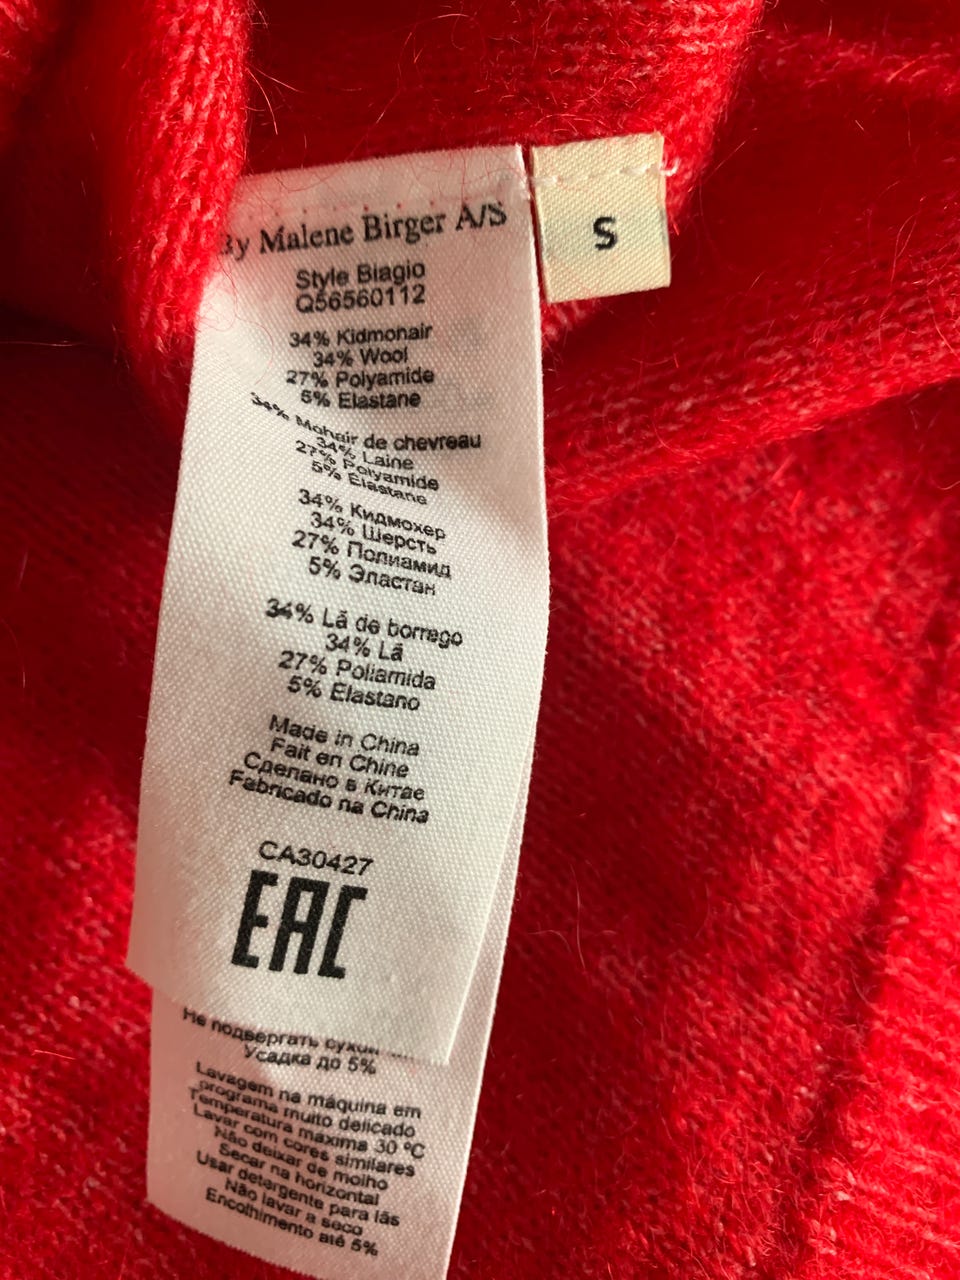 By Malene Birger A/S
S
Style Biagio
Q56560112
34% Kidmohair
34% Wool
27% Polyamide
5% Elastane
34% Mohair de chevreau
34% Laine
27% Polyamide
5% Elastane
34% Кидмохер
34% Шерсть
27% Полиамид
5% Эластан
34% Lã de borrego
34% Lã
27% Poliamida
5% Elastano
Made in China
Fait en Chine
Сделано в Китае
Fabricado na China
CA30427
EAC
Не подвергать сухой
Усадка до 5%
Lavagem na máquina em
programa muito delicado
Temperatura máxima 30 ºC
Lavar com cores similares
Não deixar de molho
Secar na horizontal
Usar detergente para lãs
Não lavar a seco
Encolhimento até 5%